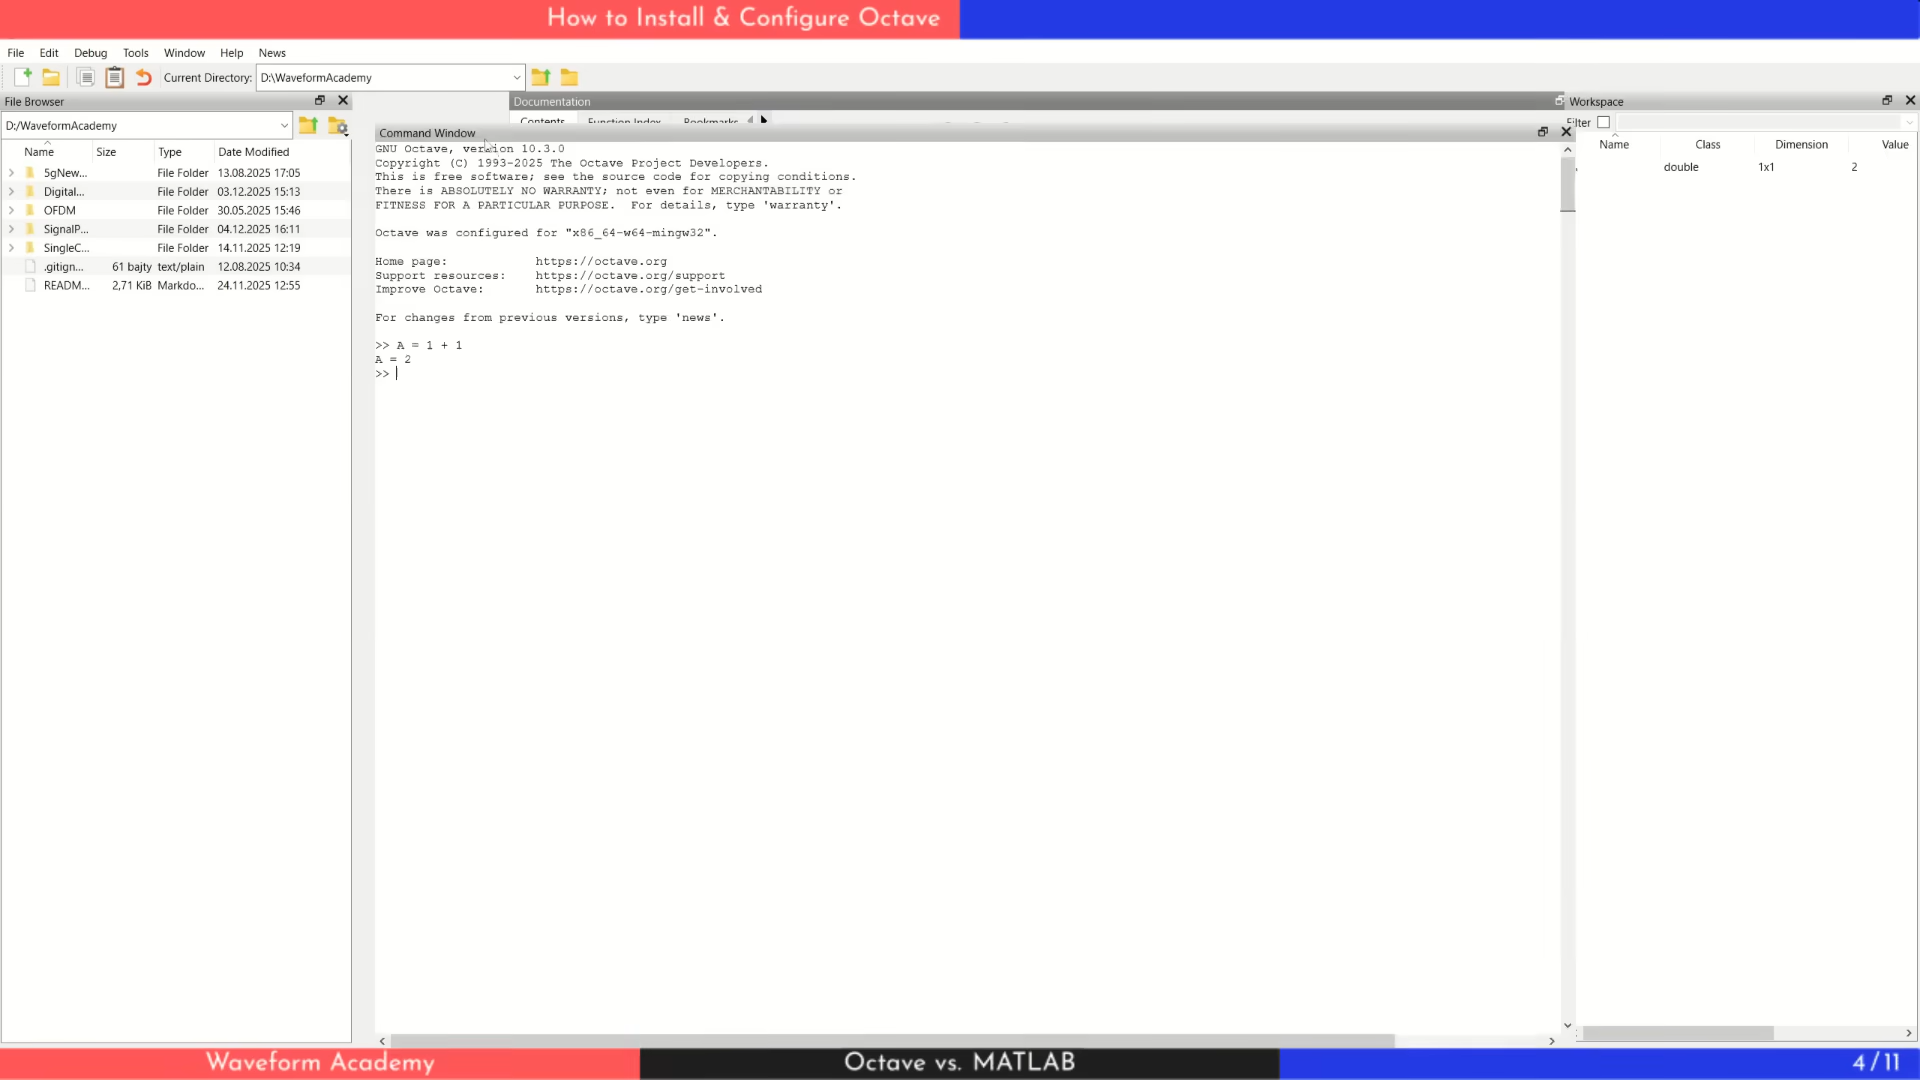 How to Install & Configure Octave
File Edit Debug Tools Window Help News
Current Directory: D:\WaveformAcademy
File Browser
D:/WaveformAcademy
Name Size Type Date Modified
5gNew... File Folder 13.08.2025 17:05
Digital... File Folder 03.12.2025 15:13
OFDM File Folder 30.05.2025 15:46
SignalP... File Folder 04.12.2025 16:11
SingleC... File Folder 14.11.2025 12:19
.gitign... 61 bajty text/plain 12.08.2025 10:34
READM... 2,71 KiB Markdo... 24.11.2025 12:55
Documentation
Contents Function Index Bookmarks
Command Window
GNU Octave, version 10.3.0
Copyright (C) 1993-2025 The Octave Project Developers.
This is free software; see the source code for copying conditions.
There is ABSOLUTELY NO WARRANTY; not even for MERCHANTABILITY or
FITNESS FOR A PARTICULAR PURPOSE.  For details, type 'warranty'.
Octave was configured for "x86_64-w64-mingw32".
Home page: https://octave.org
Support resources: https://octave.org/support
Improve Octave: https://octave.org/get-involved
For changes from previous versions, type 'news'.
>> A = 1 + 1
A = 2
>>
Workspace
Filter
Name Class Dimension Value
double 1x1 2
Waveform Academy
Octave vs. MATLAB
4/11